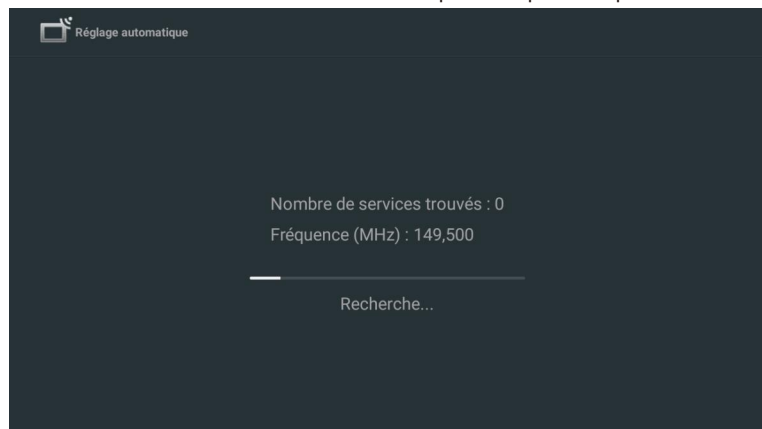 Réglage automatique
Nombre de services trouvés : 0
Fréquence (MHz) : 149,500
Recherche...